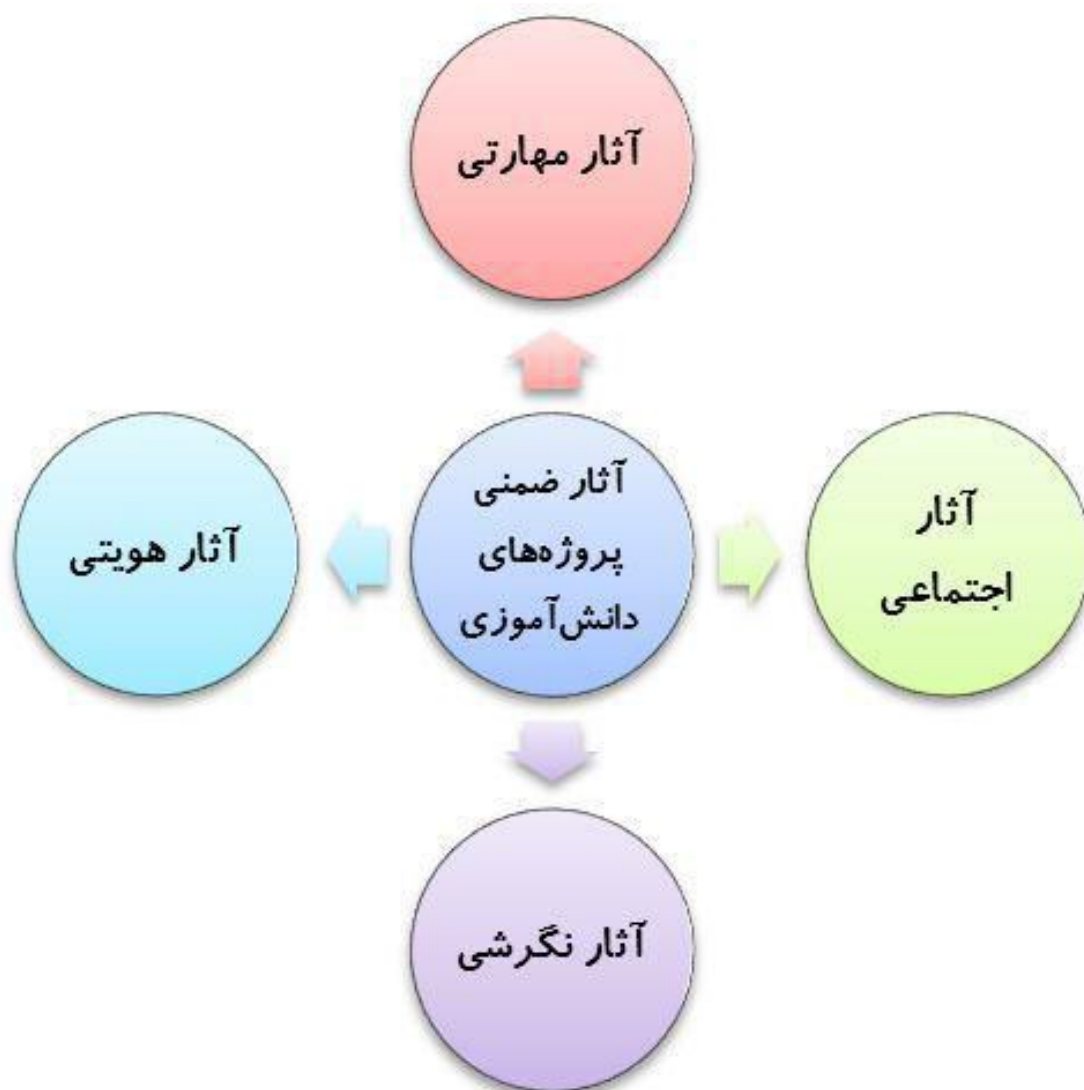 آثار مهارتی
آثار ضمنی
پروژه‌های
دانش‌آموزی
آثار
اجتماعی
آثار هویتی
آثار نگرشی